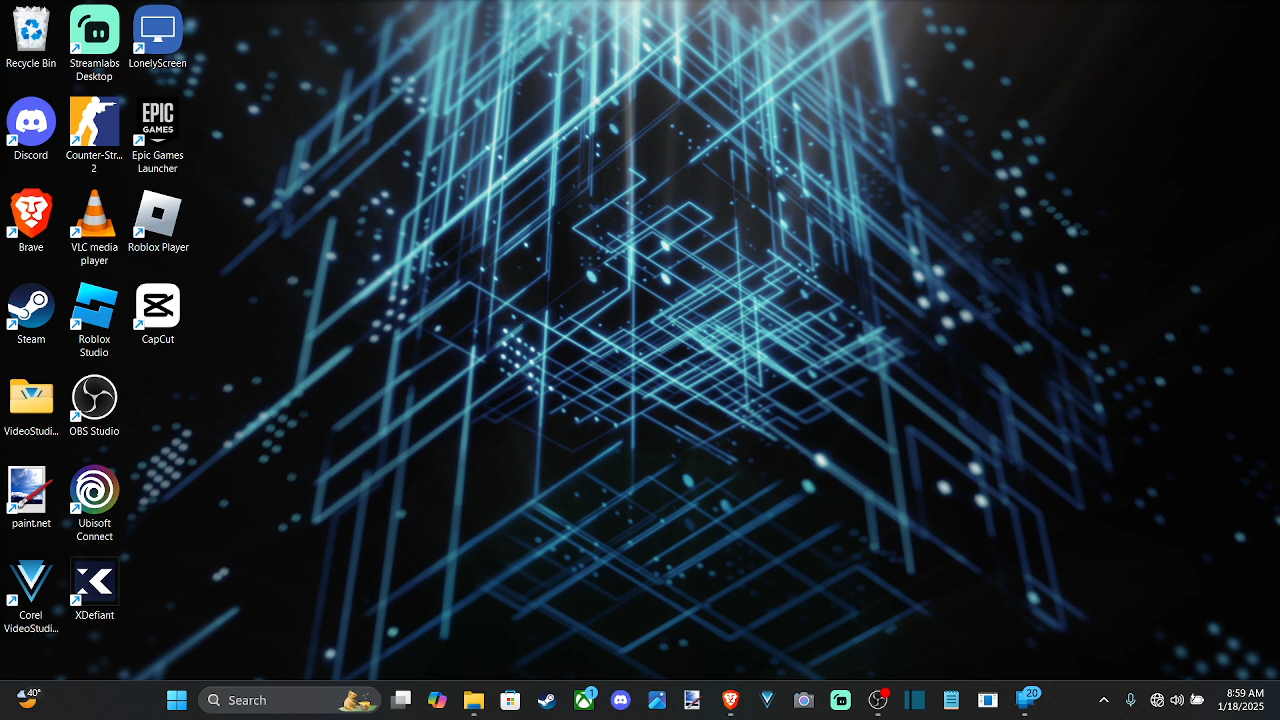 Recycle Bin
Streamlabs
Desktop
LonelyScreen
Discord
Counter-Str...
2
EPIC
GAMES
Epic Games
Launcher
Brave
VLC media
player
Roblox Player
Steam
Roblox
Studio
CapCut
VideoStudi...
OBS Studio
paint.net
Ubisoft
Connect
Corel
VideoStudi...
XDefiant
40°
Search
1
20
8:59 AM
1/18/2025